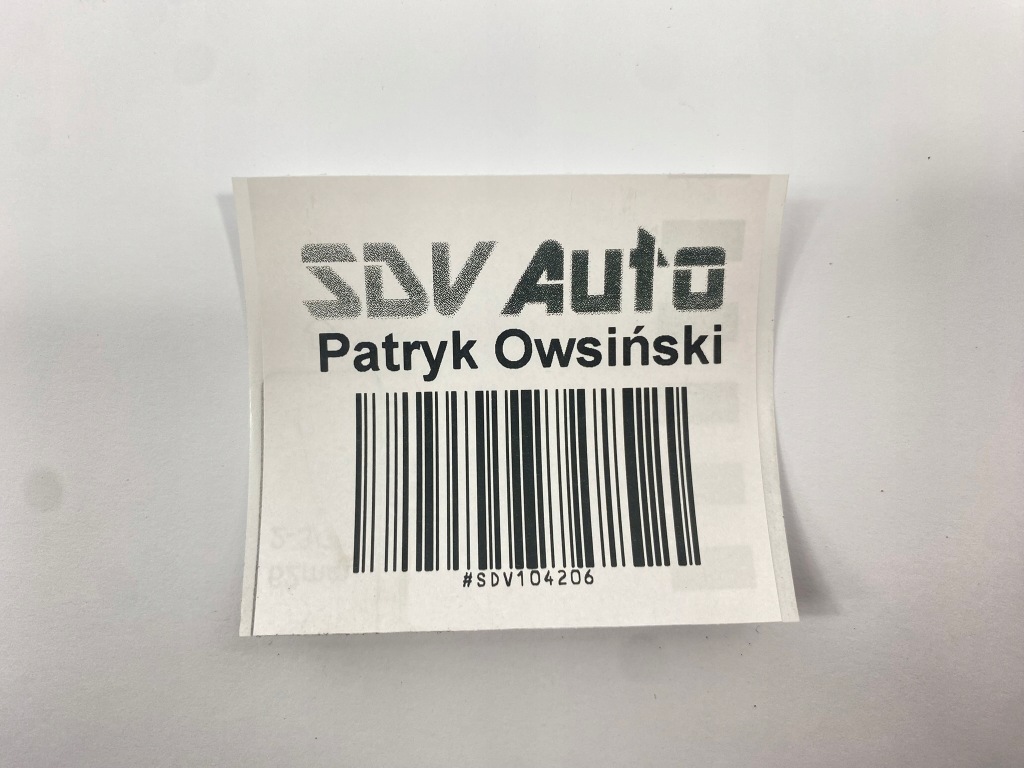 SDV Auto
Patryk Owsiński
#SDV104206